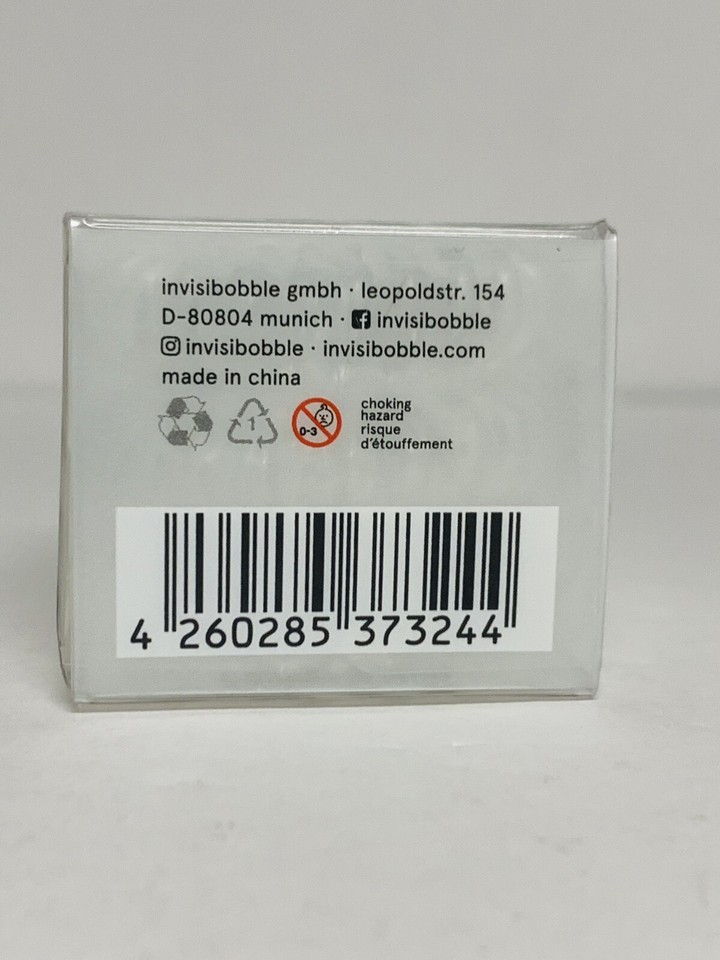 invisibobble gmbh · leopoldstr. 154
D-80804 munich · invisibobble
invisibobble · invisibobble.com
made in china
1
0-3
choking
hazard
risque
d'étouffement
4 260285 373244